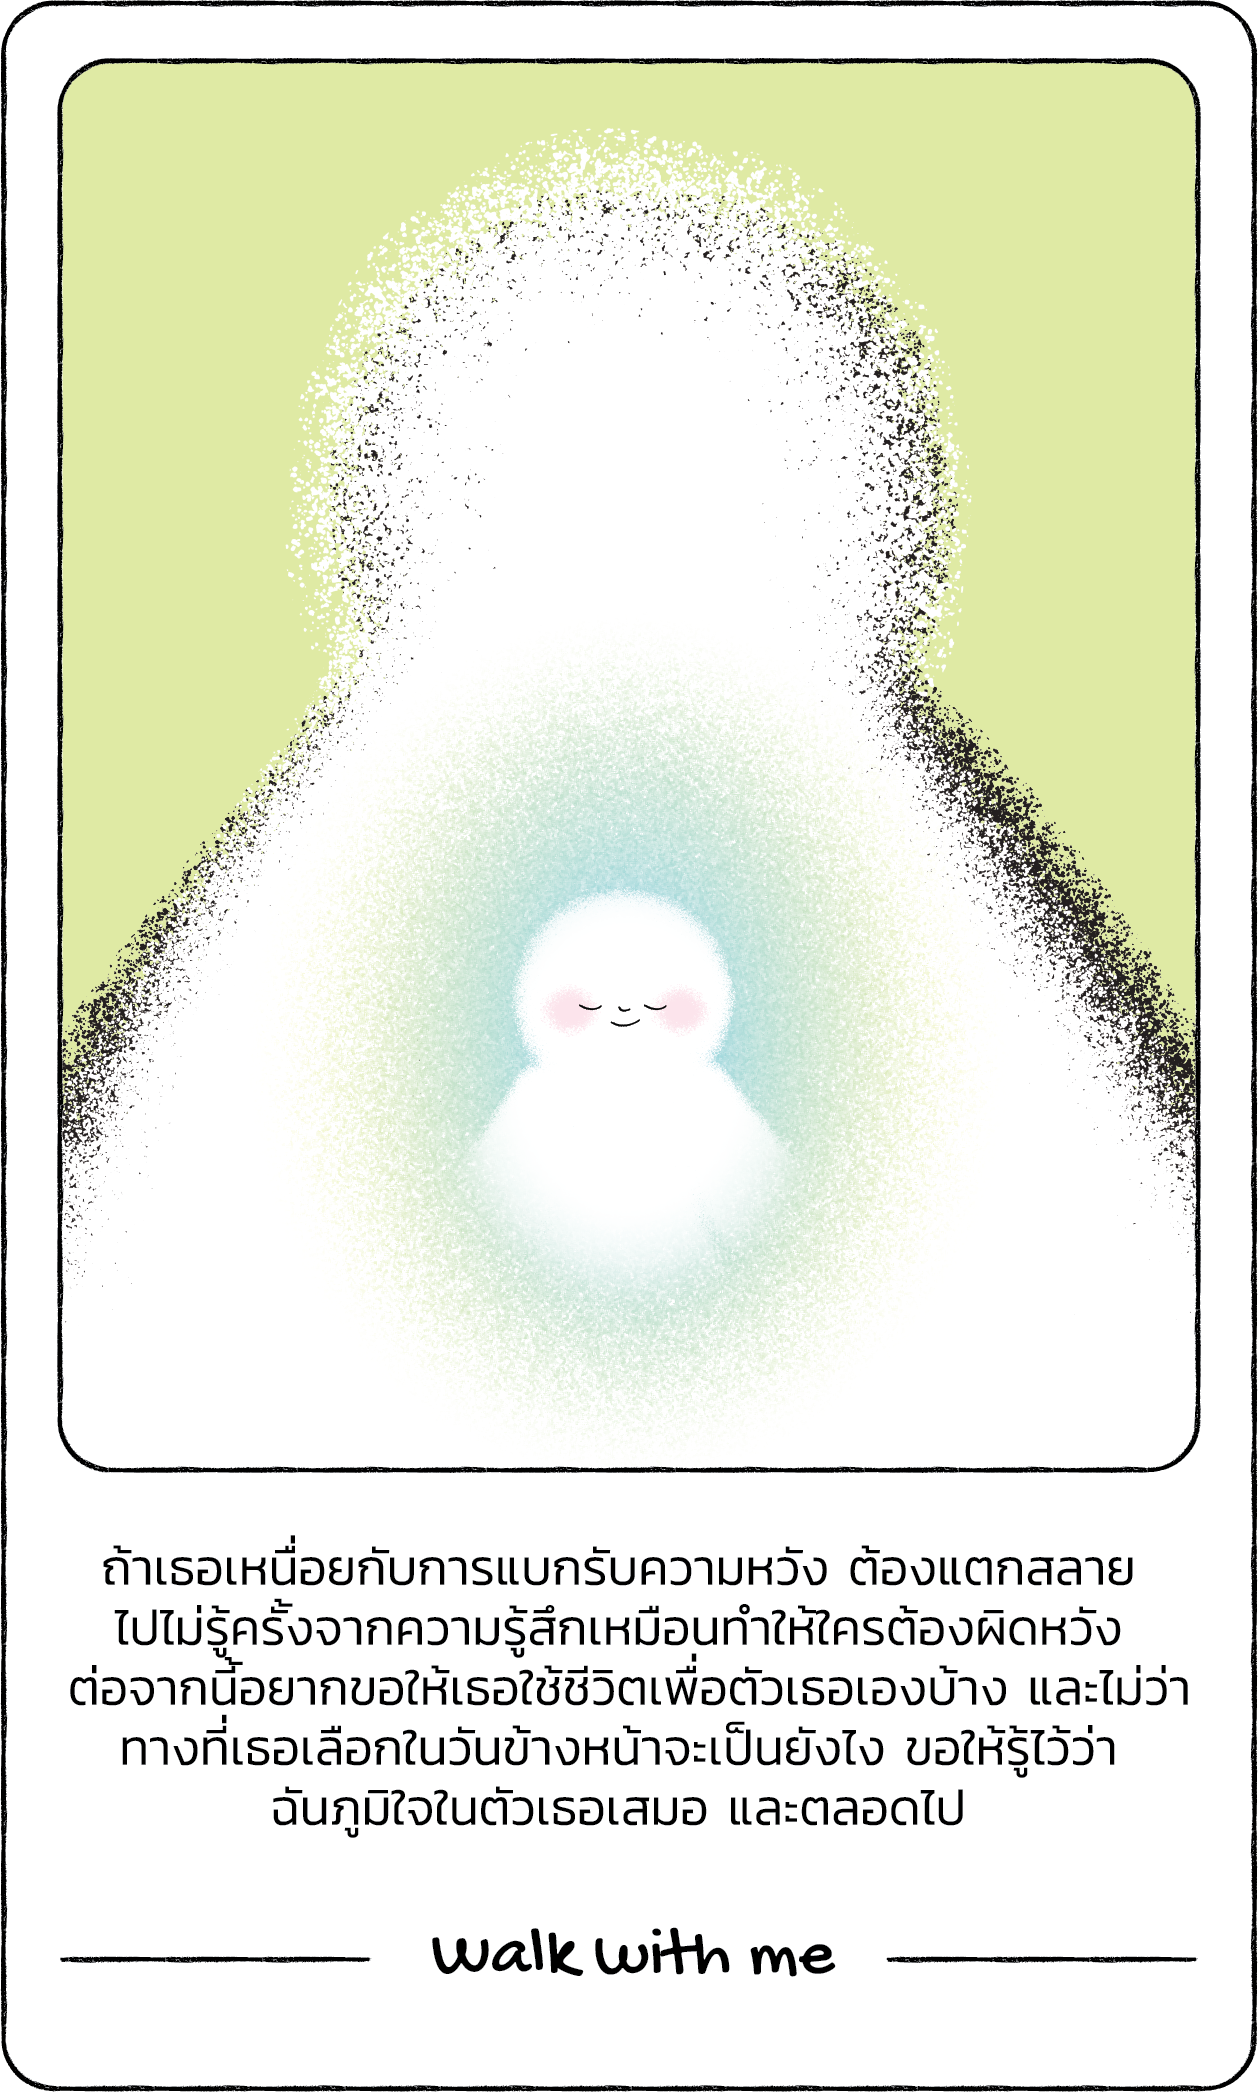 ถ้าเธอเหนื่อยกับการแบกรับความหวัง ต้องแตกสลาย
ไปไม่รู้ครั้งจากความรู้สึกเหมือนทำให้ใครต้องผิดหวัง
ต่อจากนี้อยากขอให้เธอใช้ชีวิตเพื่อตัวเธอเองบ้าง และไม่ว่า
ทางที่เธอเลือกในวันข้างหน้าจะเป็นยังไง ขอให้รู้ไว้ว่า
ฉันภูมิใจในตัวเธอเสมอ และตลอดไป
walk with me